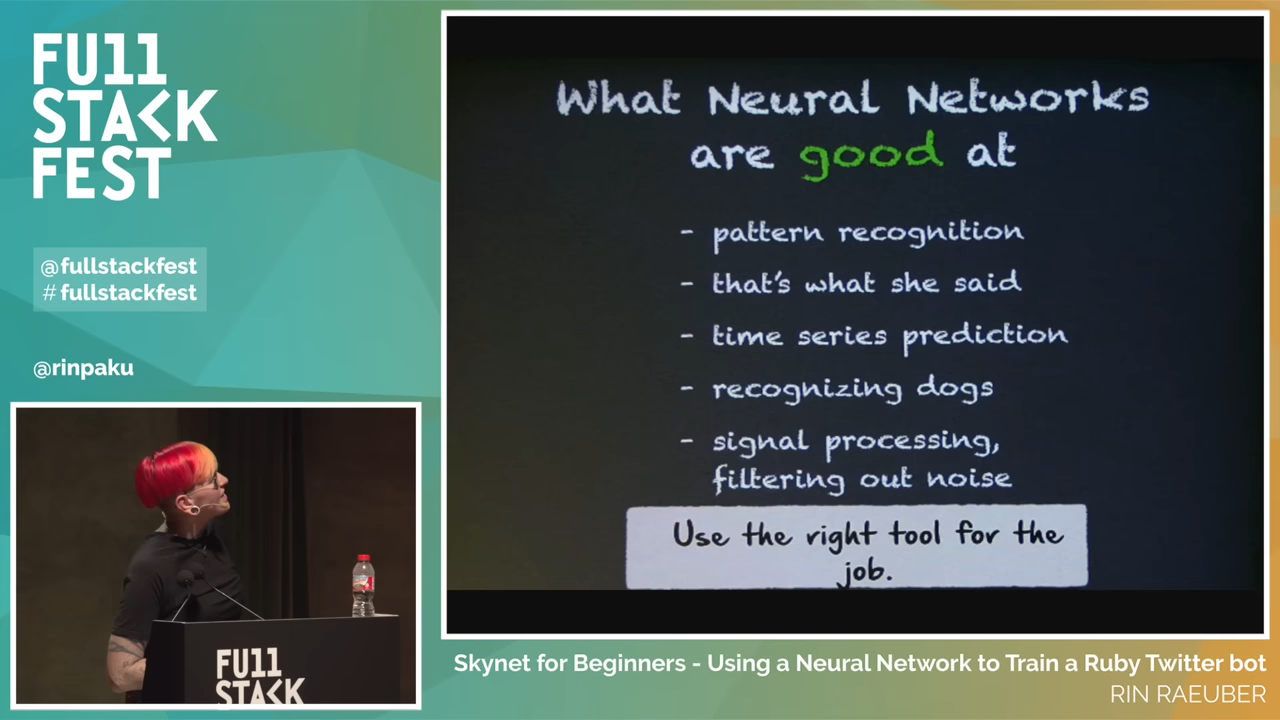 FU11
STACK
FEST
@fullstackfest
# fullstackfest
@rinpaku
What Neural Networks
are good at
- pattern recognition
- that's what she said
- time series prediction
- recognizing dogs
- signal processing,
filtering out noise
Use the right tool for the
job.
FU11
STACK
Skynet for Beginners - Using a Neural Network to Train a Ruby Twitter bot
RIN RAEUBER